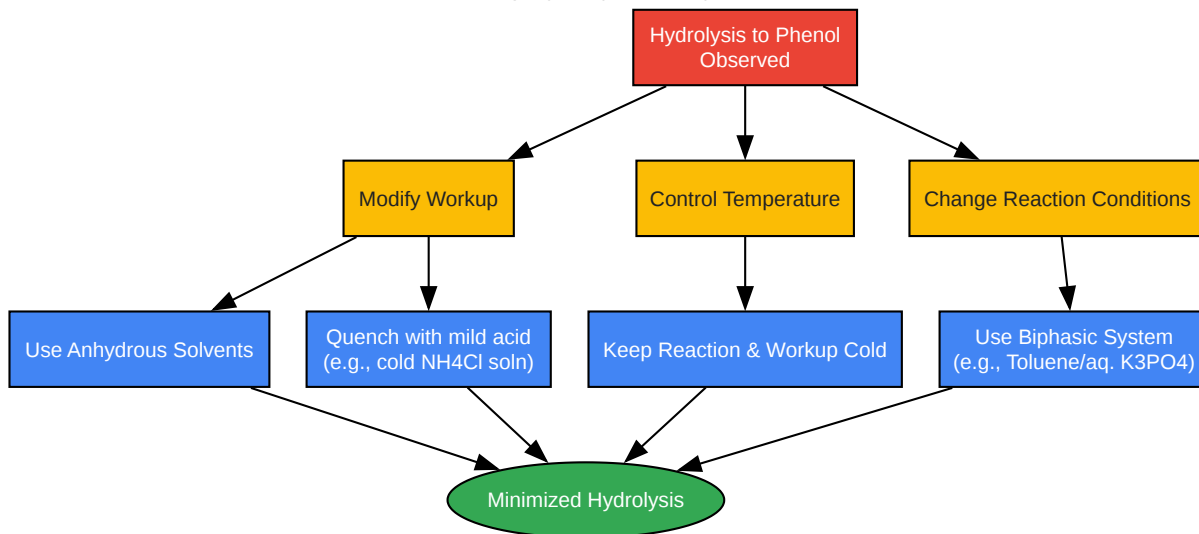 Hydrolysis to Phenol
Observed
Modify Workup
Control Temperature
Change Reaction Conditions
Use Anhydrous Solvents
Quench with mild acid
(e.g., cold NH4Cl soln)
Keep Reaction & Workup Cold
Use Biphasic System
(e.g., Toluene/aq. K3PO4)
Minimized Hydrolysis